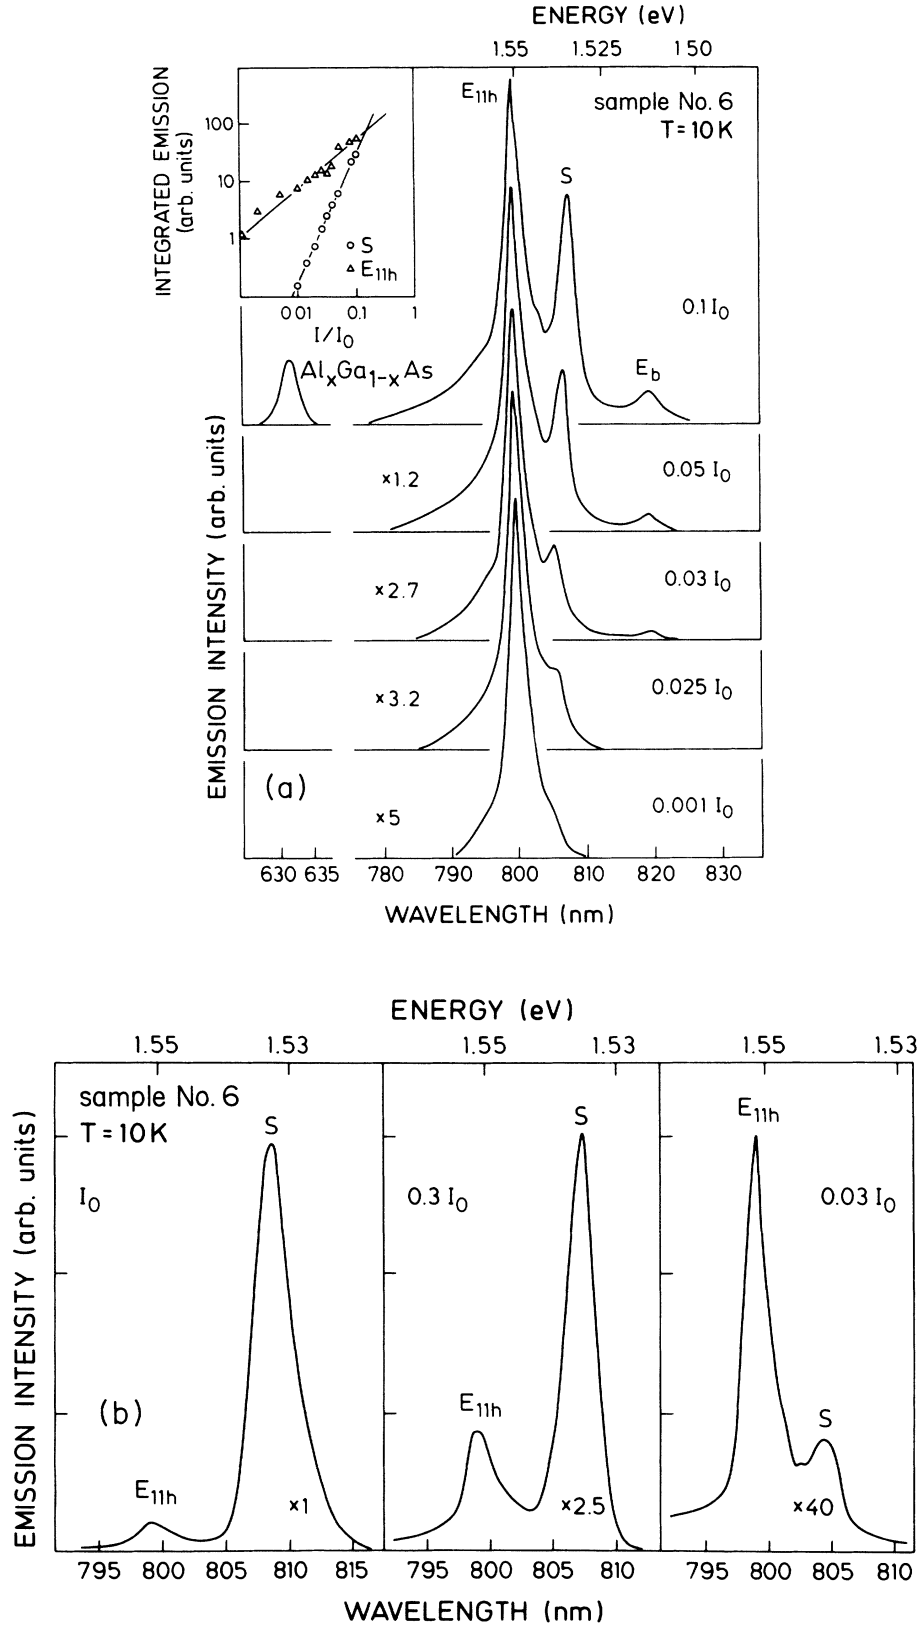 ENERGY (eV)
1.55 1.525 1 50
INTEGRATED EMISSION
(arb. units)
100
10
1
S
E11h
0.01 0.1 1
I/I0
E11h
sample No. 6
T = 10 K
S
0.1 I0
Eb
AlxGa1-xAs
×1.2
0.05 I0
×2.7
0.03 I0
×3.2
0.025 I0
(a)
×5
0.001 I0
EMISSION INTENSITY (arb. units)
630 635 780 790 800 810 820 830
WAVELENGTH (nm)
ENERGY (eV)
1.55 1.53 1.55 1.53 1.55 1.53
sample No. 6
T = 10 K
S
I0
(b)
E11h
×1
S
0.3 I0
E11h
×2.5
E11h
0.03 I0
S
×40
EMISSION INTENSITY (arb. units)
795 800 805 810 815 795 800 805 810 795 800 805 810
WAVELENGTH (nm)